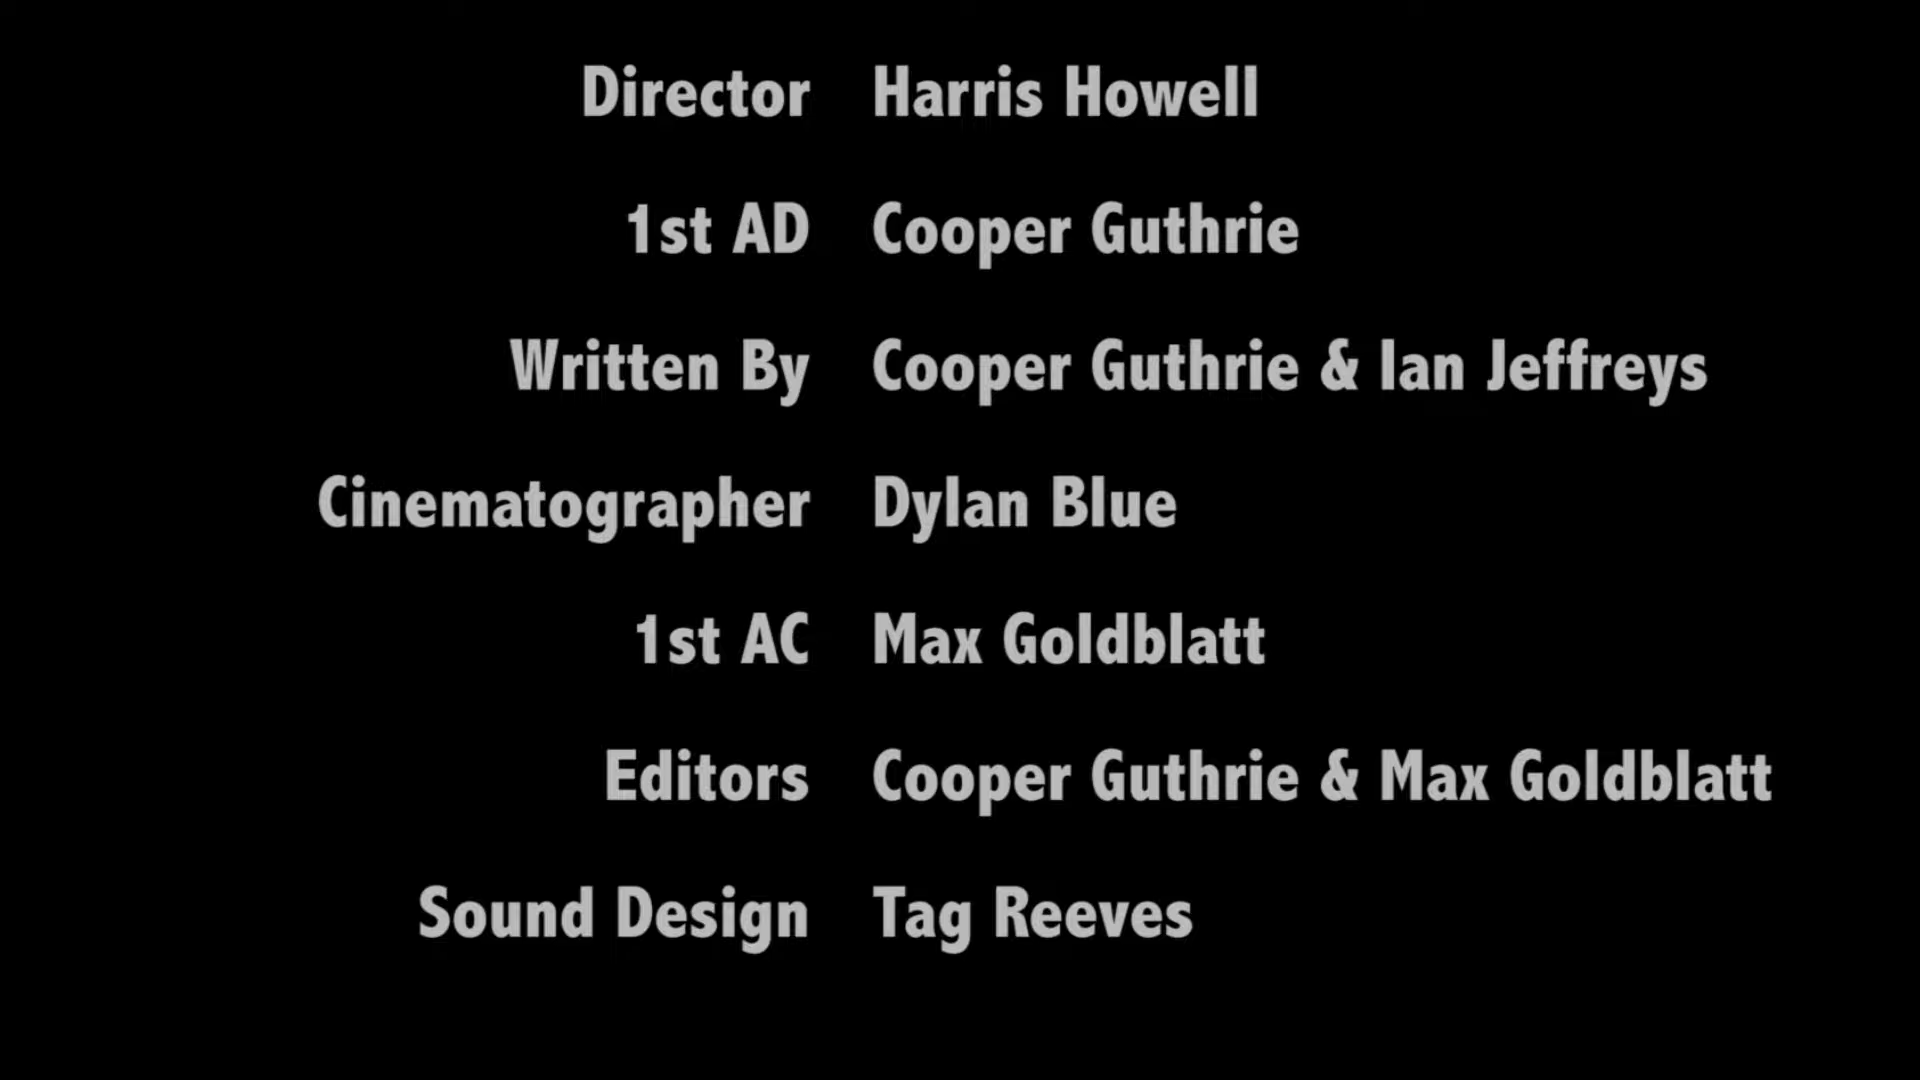 Director Harris Howell
1st AD Cooper Guthrie
Written By Cooper Guthrie & Ian Jeffreys
Cinematographer Dylan Blue
1st AC Max Goldblatt
Editors Cooper Guthrie & Max Goldblatt
Sound Design Tag Reeves